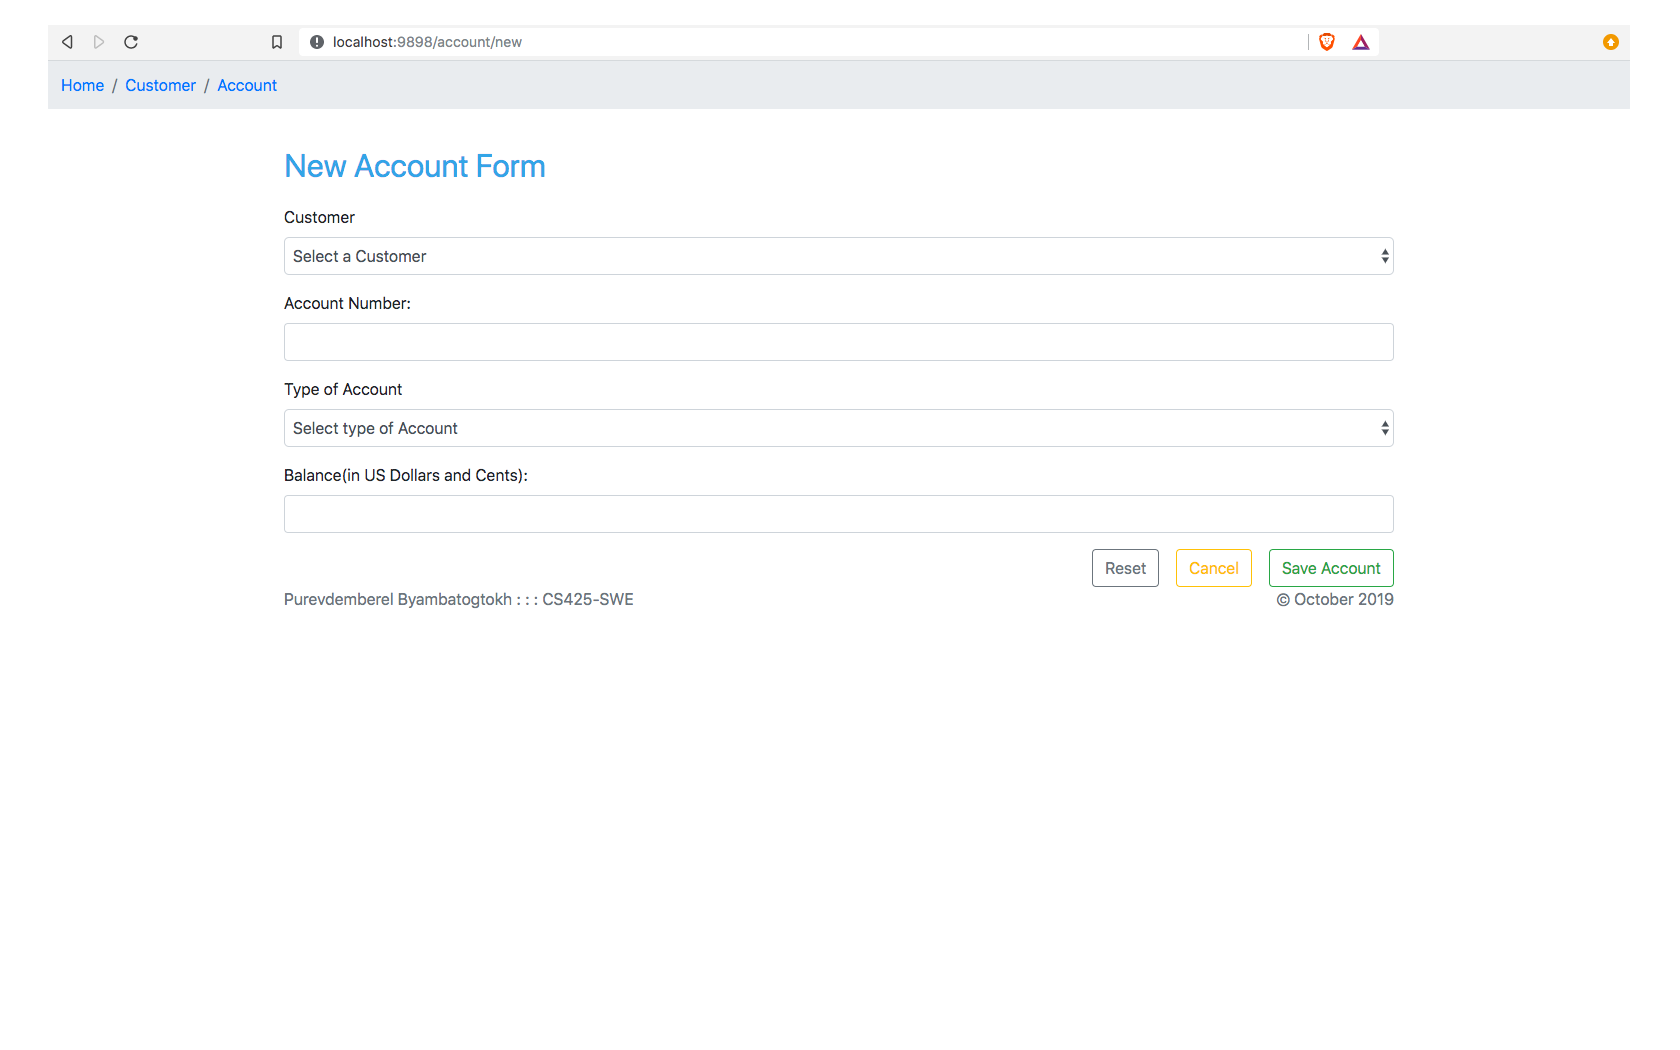 localhost:9898/account/new
Home / Customer / Account
New Account Form
Customer
Select a Customer
Account Number:
Type of Account
Select type of Account
Balance(in US Dollars and Cents):
Reset Cancel Save Account
Purevdemberel Byambatogtokh : : : CS425-SWE © October 2019